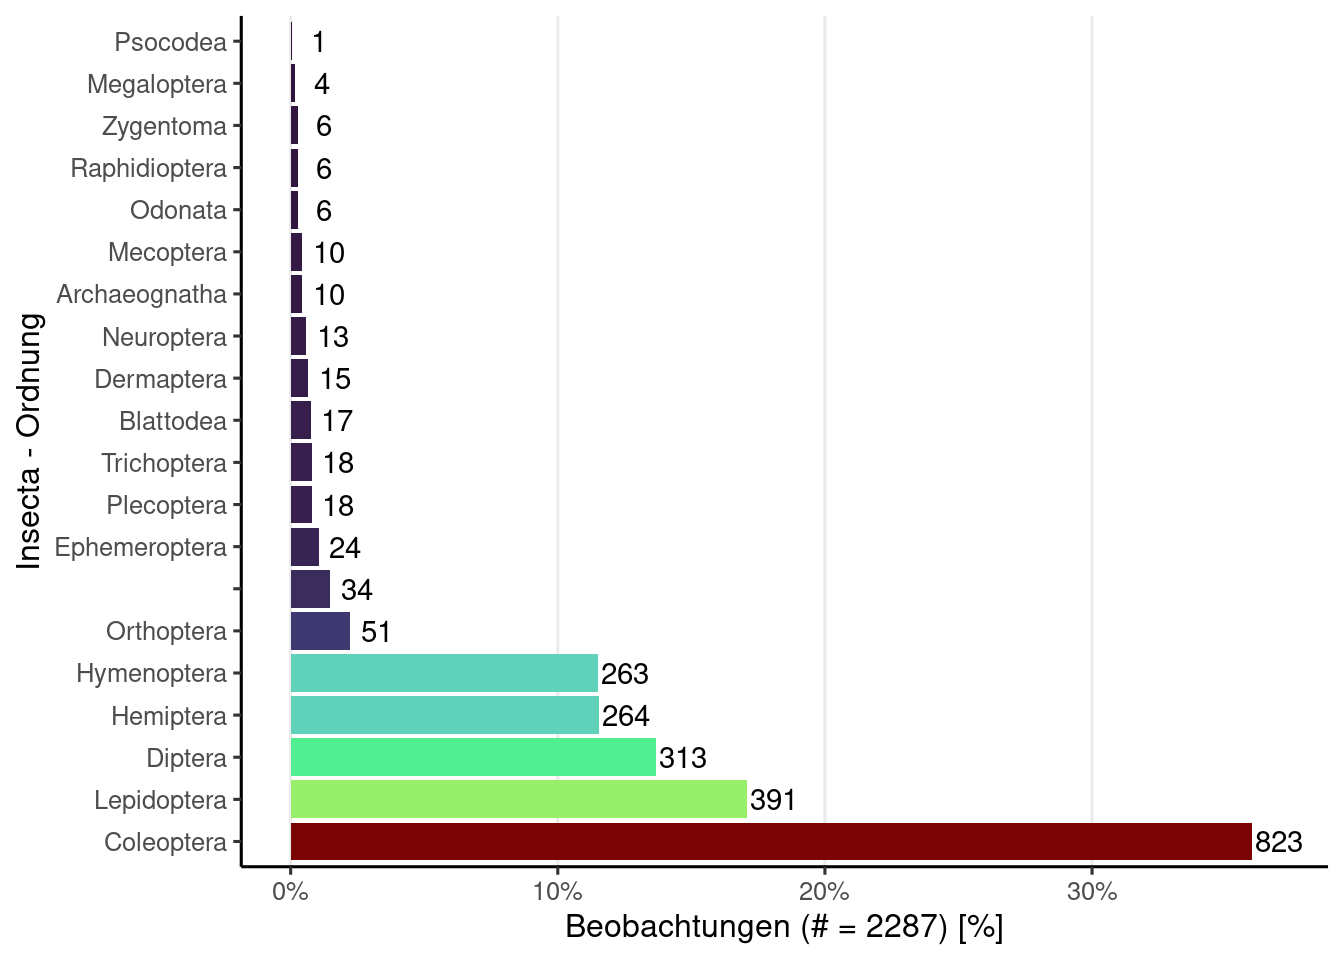 Psocodea 1
Megaloptera 4
Zygentoma 6
Raphidioptera 6
Odonata 6
Mecoptera 10
Archaeognatha 10
Neuroptera 13
Dermaptera 15
Blattodea 17
Trichoptera 18
Plecoptera 18
Ephemeroptera 24
34
Orthoptera 51
Hymenoptera 263
Hemiptera 264
Diptera 313
Lepidoptera 391
Coleoptera 823
0% 10% 20% 30%
Beobachtungen (# = 2287) [%]
Insecta - Ordnung